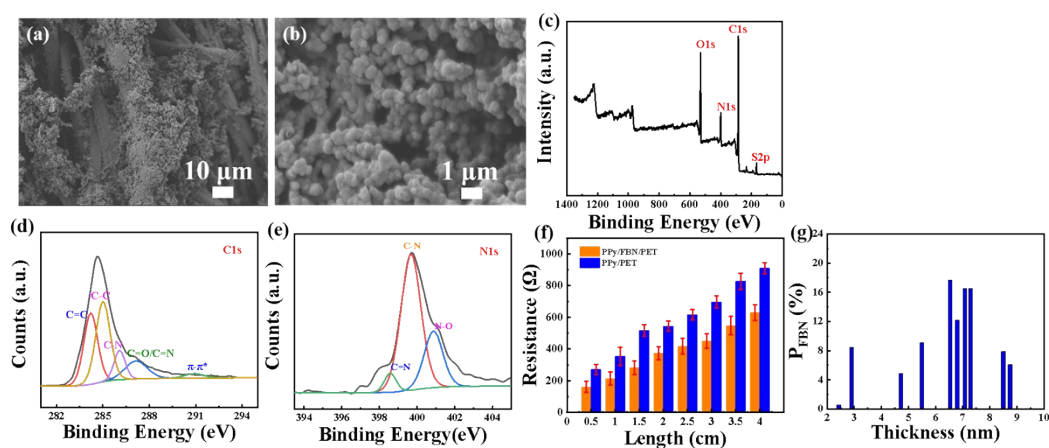 (a)
10 μm
(b)
1 μm
(c)
Intensity (a.u.)
O1s
C1s
N1s
S2p
1400 1200 1000 800 600 400 200 0
Binding Energy (eV)
(d)
Counts (a.u.)
C1s
C=C
C-C
C-N
C=O/C=N
π-π*
282 285 288 291 294
Binding Energy (eV)
(e)
Counts (a.u.)
N1s
C-N
N-O
C=N
394 396 398 400 402 404
Binding Energy(eV)
(f)
Resistance (Ω)
PPy/FBN/PET
PPy/PET
1000
800
600
400
200
0
0.5 1 1.5 2 2.5 3 3.5 4
Length (cm)
(g)
P_FBN (%)
24
20
16
12
8
4
0
2 3 4 5 6 7 8 9 10
Thickness (nm)